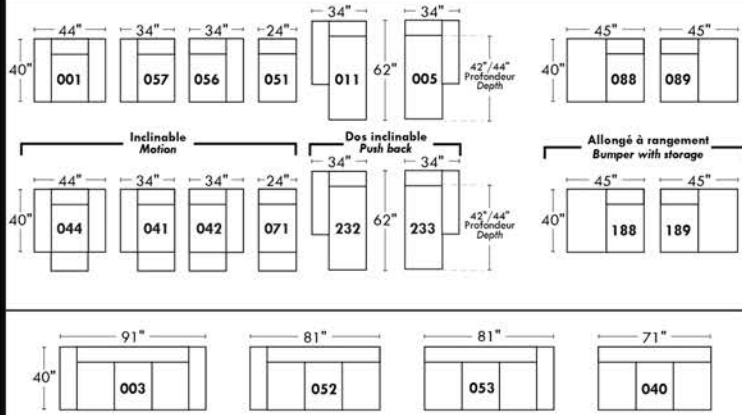 44" 34" 34" 24" 34" 34" 45" 45"
40" 001 057 056 051 011 62" 005 42"/44" Profondeur Depth 40" 088 089
Inclinable
Motion
Dos inclinable
Push back
Allongé à rangement
Bumper with storage
44" 34" 34" 24" 34" 34" 45" 45"
40" 044 041 042 071 232 62" 233 42"/44" Profondeur Depth 40" 188 189
91" 81" 81" 71"
40" 003 052 053 040